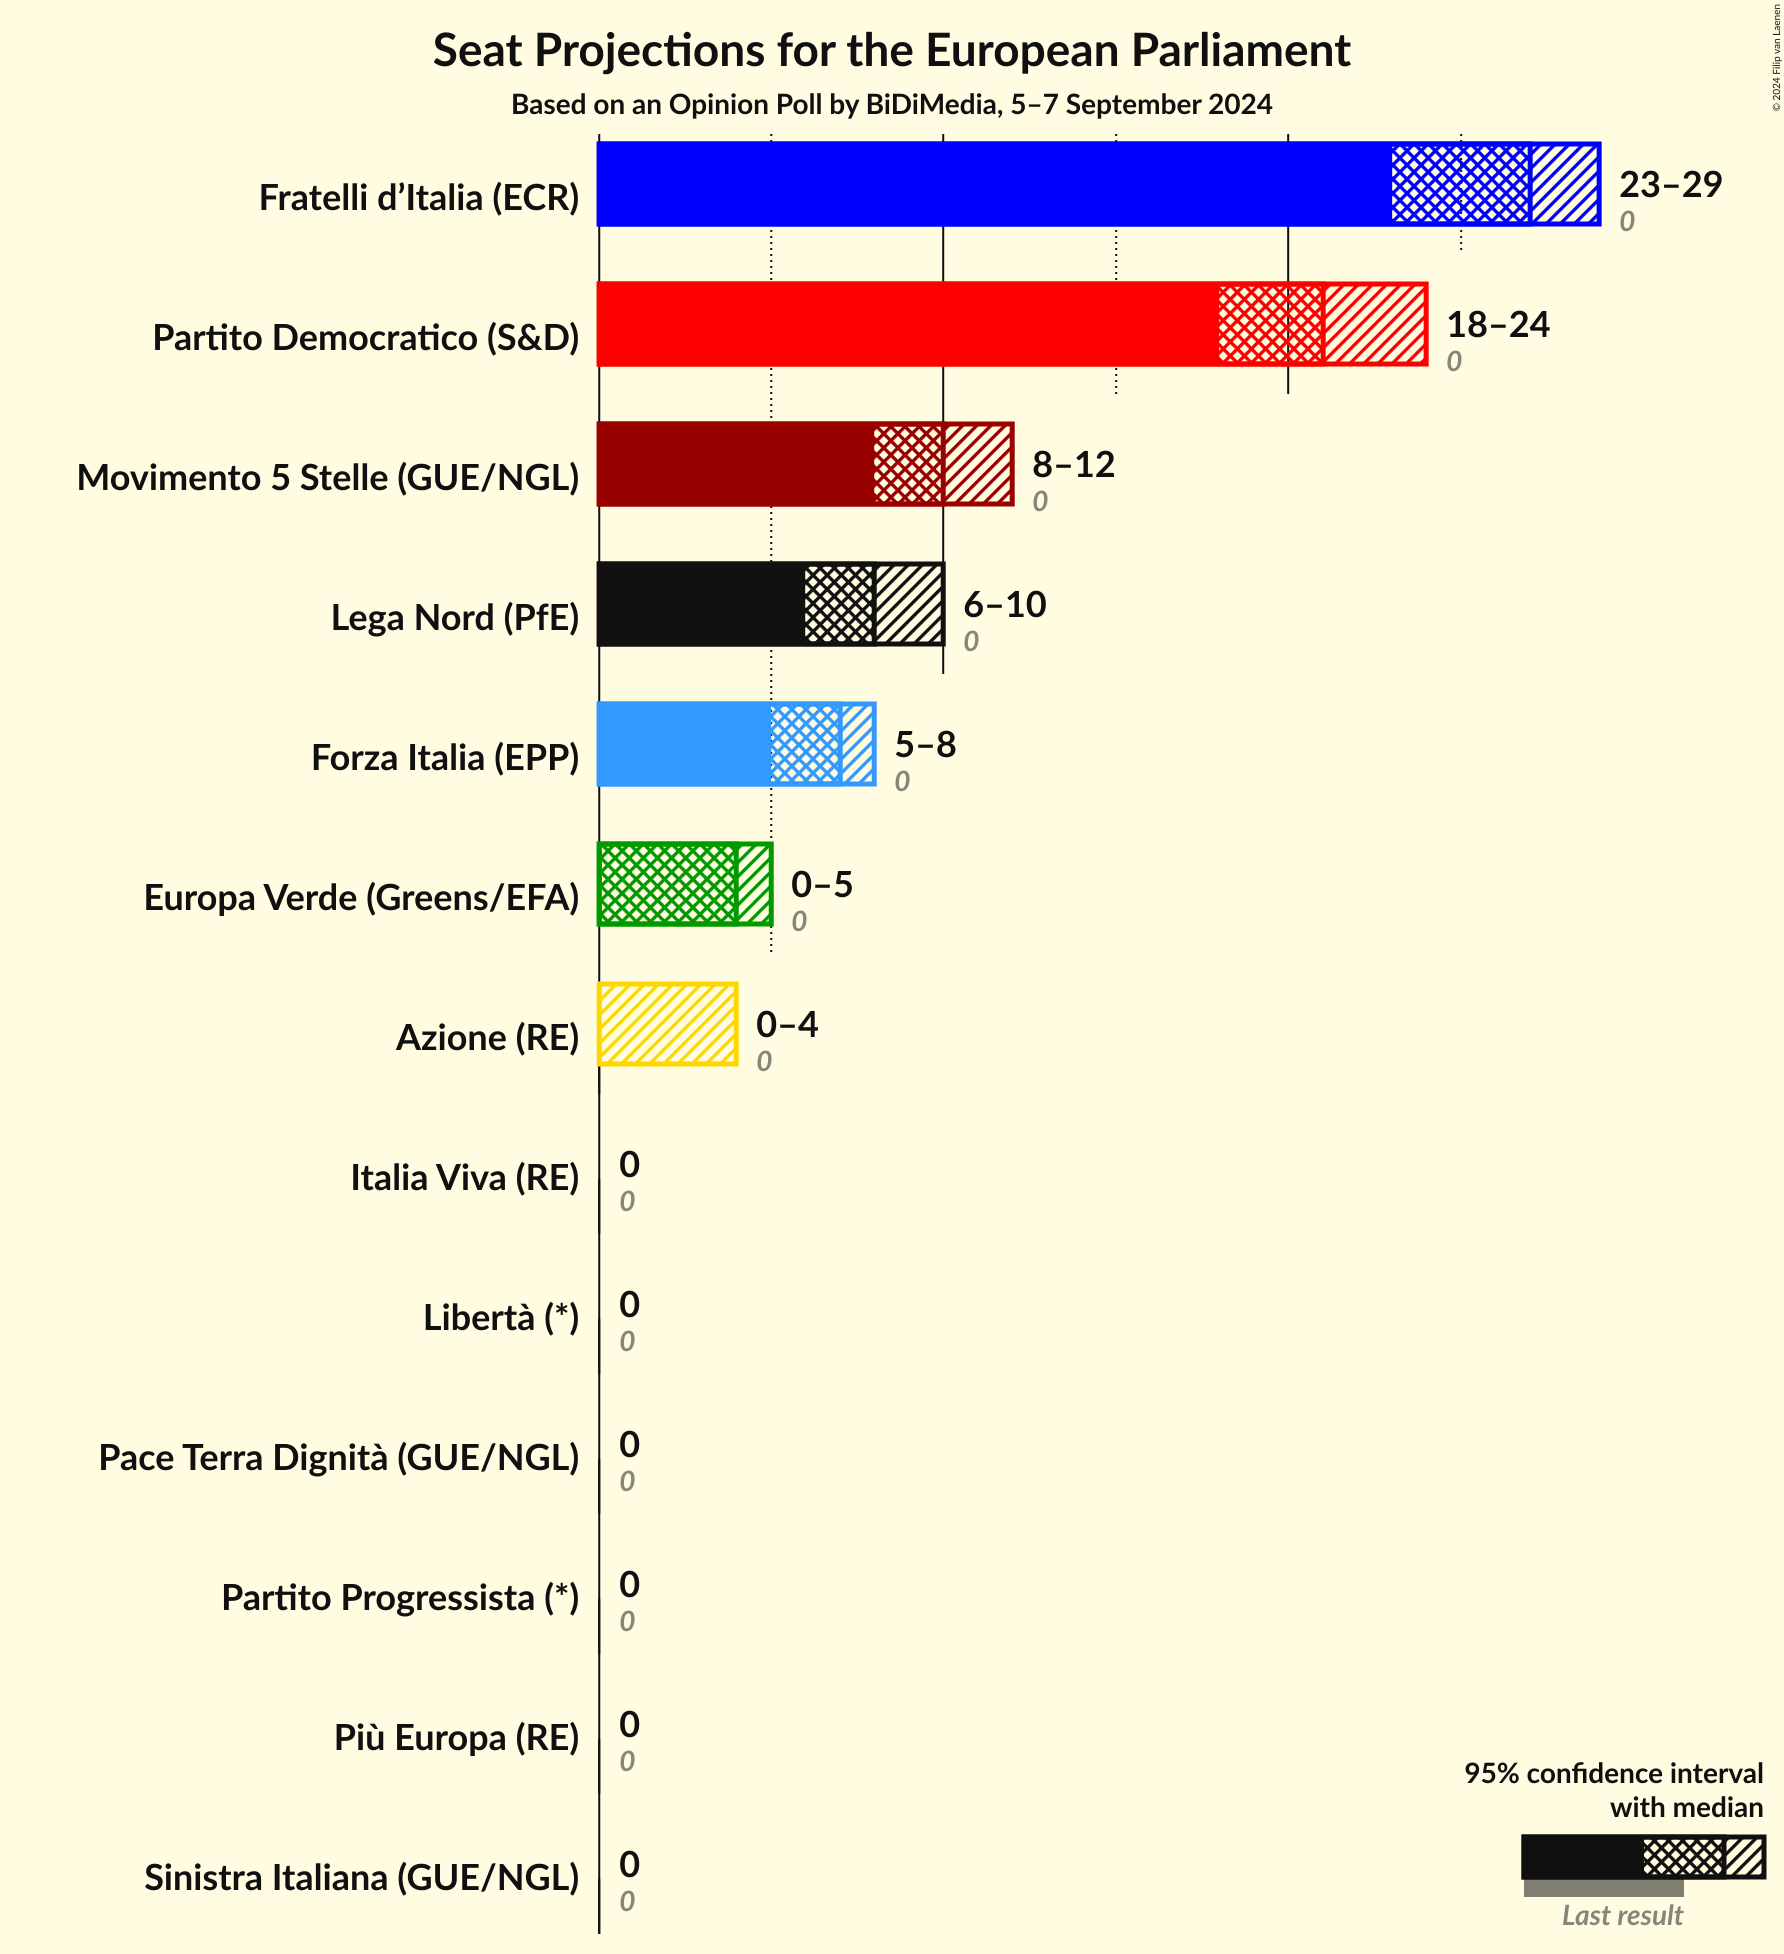 Seat Projections for the European Parliament
Based on an Opinion Poll by BiDiMedia, 5–7 September 2024
© 2024 Filip van Laenen
Fratelli d’Italia (ECR)
23–29
0
Partito Democratico (S&D)
18–24
0
Movimento 5 Stelle (GUE/NGL)
8–12
0
Lega Nord (PfE)
6–10
0
Forza Italia (EPP)
5–8
0
Europa Verde (Greens/EFA)
0–5
0
Azione (RE)
0–4
0
Italia Viva (RE)
0
0
Libertà (*)
0
0
Pace Terra Dignità (GUE/NGL)
0
0
Partito Progressista (*)
0
0
Più Europa (RE)
0
0
Sinistra Italiana (GUE/NGL)
0
0
95% confidence interval
with median
Last result